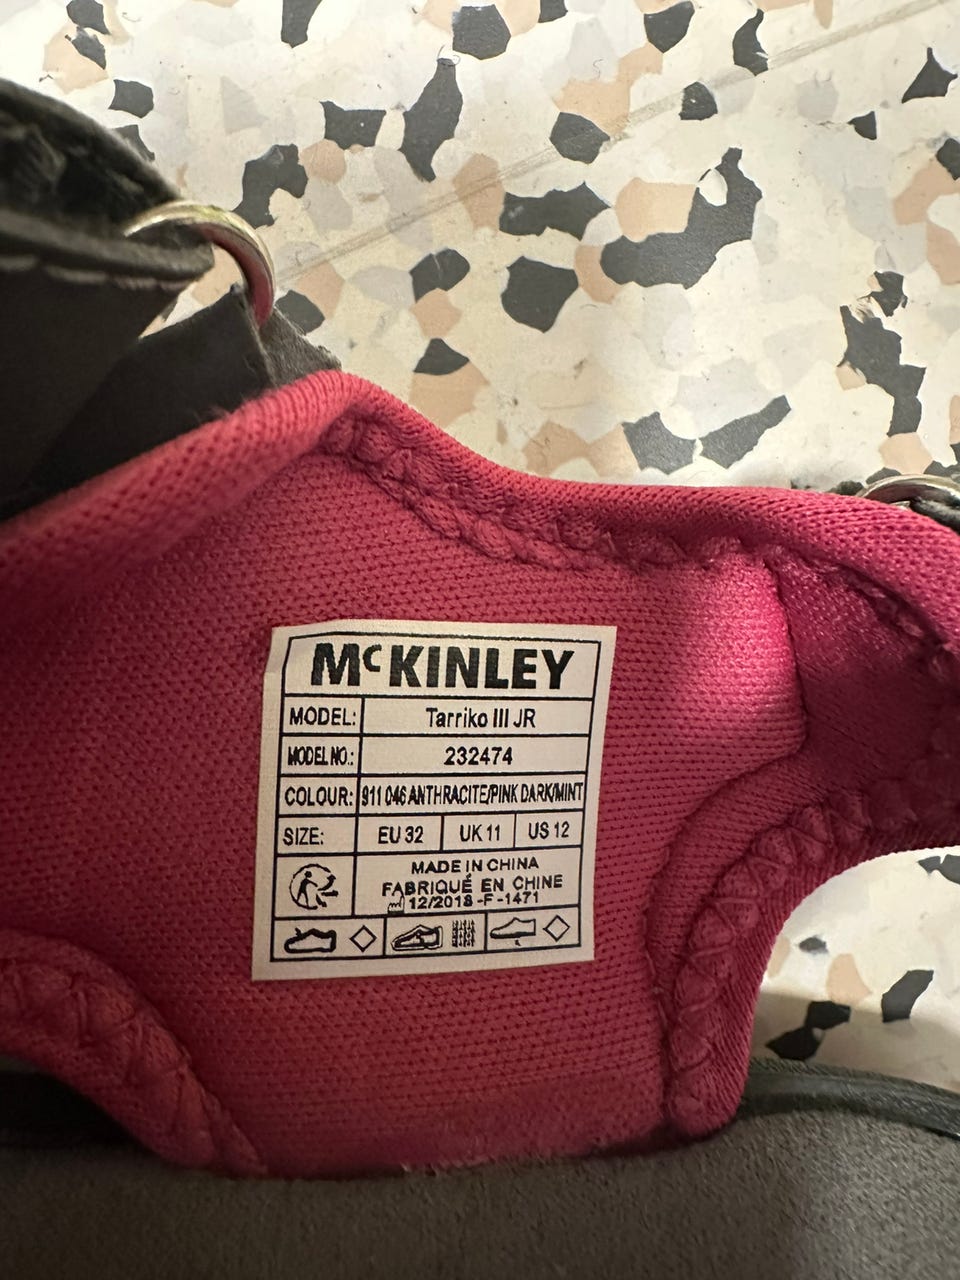 McKINLEY
MODEL: Tarriko III JR
MODEL NO.: 232474
COLOUR: 911 046 ANTHRACITE/PINK DARK/MINT
SIZE: EU 32 UK 11 US 12
MADE IN CHINA
FABRIQUÉ EN CHINE
12/2018-F-1471